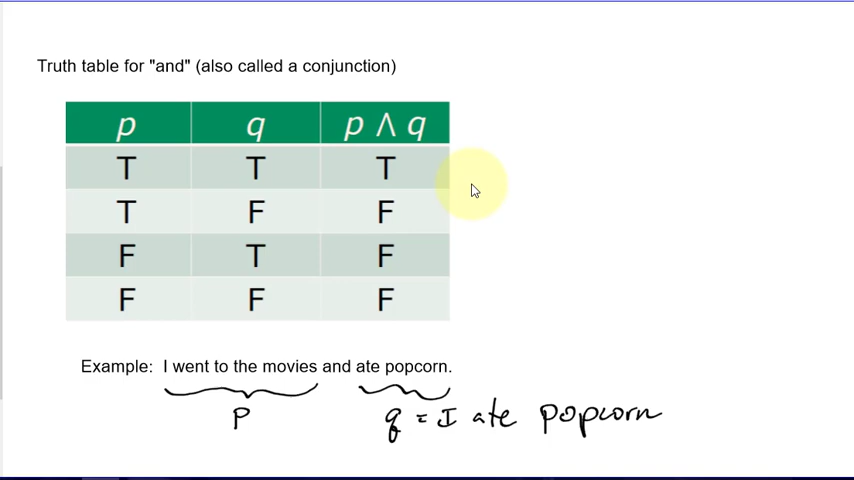 Truth table for "and" (also called a conjunction)
p q p ∧ q
T T T
T F F
F T F
F F F
Example: I went to the movies and ate popcorn.
P q = I ate popcorn